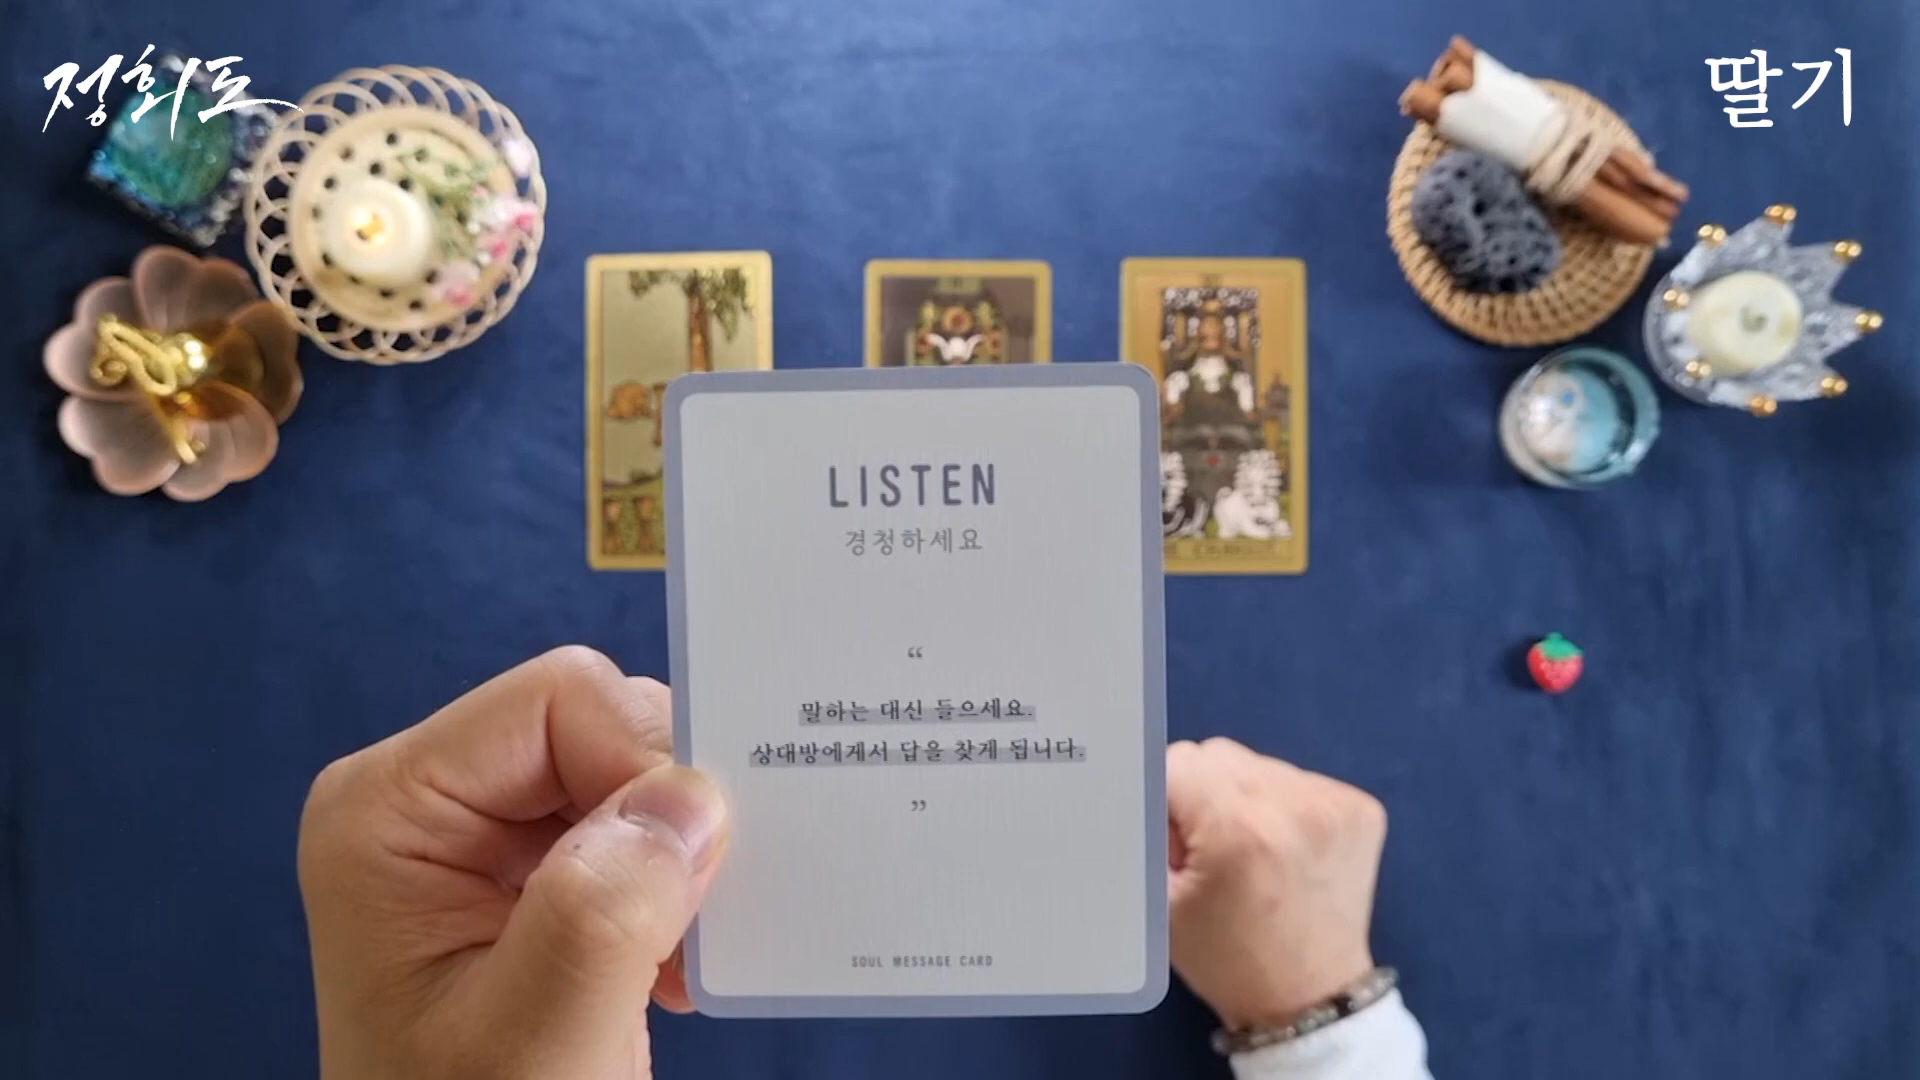 정회도
딸기
LISTEN
경청하세요
“
말하는 대신 들으세요.
상대방에게서 답을 찾게 됩니다.
”
SOUL MESSAGE CARD